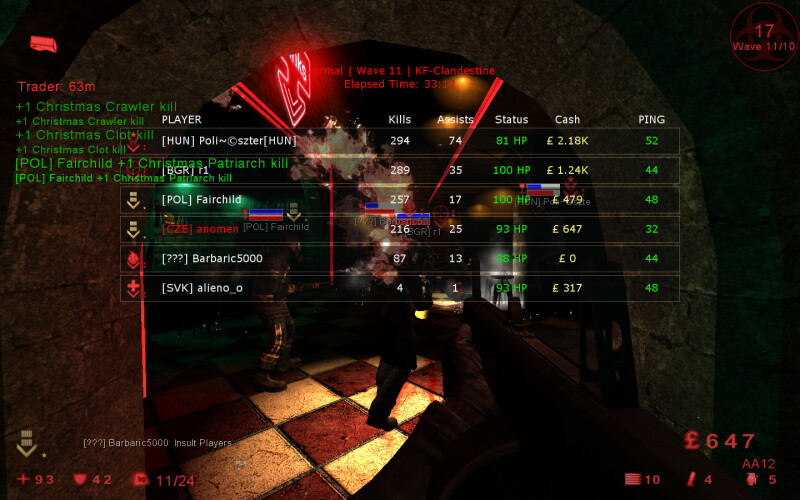 17
Wave 11/10
rmal | Wave 11 | KF-Clandestine
Elapsed Time: 33:
Trader: 63m
+1 Christmas Crawler kill
+1 Christmas Crawler kill
+1 Christmas Clot kill
+1 Christmas Clot kill
[POL] Fairchild +1 Christmas Patriarch kill
[POL] Fairchild +1 Christmas Patriarch kill
PLAYER Kills Assists Status Cash PING
[HUN] Poli~©szter[HUN] 294 74 81 HP £ 2.18K 52
[BGR] r1 289 35 100 HP £ 1.24K 44
[POL] Fairchild 257 17 100 HP £ 479 48
[CZE] anomen 216 25 93 HP £ 647 32
[???] Barbaric5000 87 13 88 HP £ 0 44
[SVK] alieno_o 4 1 93 HP £ 317 48
[POL] Fairchild
[BGR] r1
[???] Barbaric5000: Insult Players
£647
AA12
93 42 11/24
10 4 5